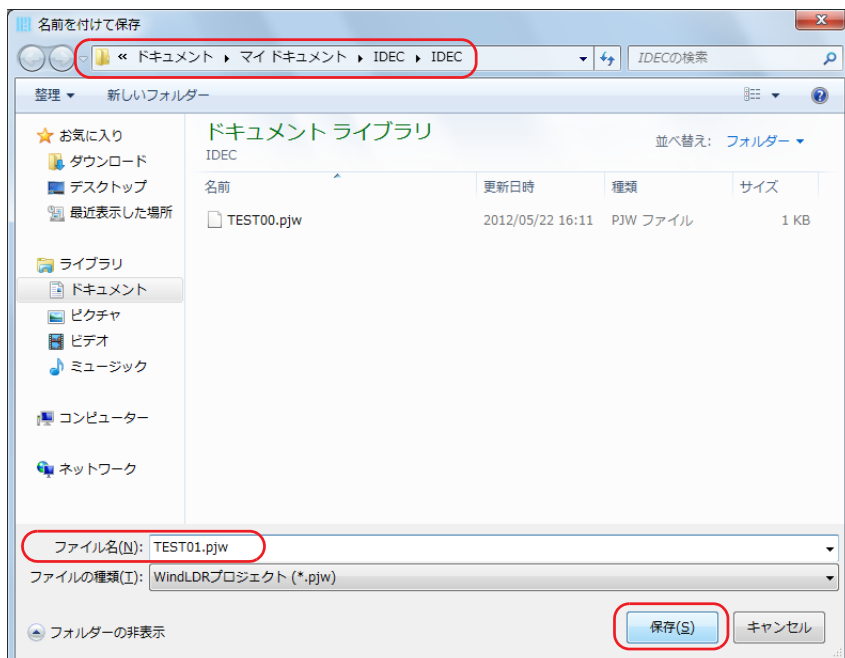 名前を付けて保存
« ドキュメント ▸ マイ ドキュメント ▸ IDEC ▸ IDEC
IDECの検索
整理 ▼ 新しいフォルダー
お気に入り
ダウンロード
デスクトップ
最近表示した場所
ライブラリ
ドキュメント
ピクチャ
ビデオ
ミュージック
コンピューター
ネットワーク
ドキュメント ライブラリ
IDEC
並べ替え: フォルダー ▼
名前 更新日時 種類 サイズ
TEST00.pjw 2012/05/22 16:11 PJW ファイル 1 KB
ファイル名(N): TEST01.pjw
ファイルの種類(T): WindLDRプロジェクト (*.pjw)
フォルダーの非表示
保存(S) キャンセル